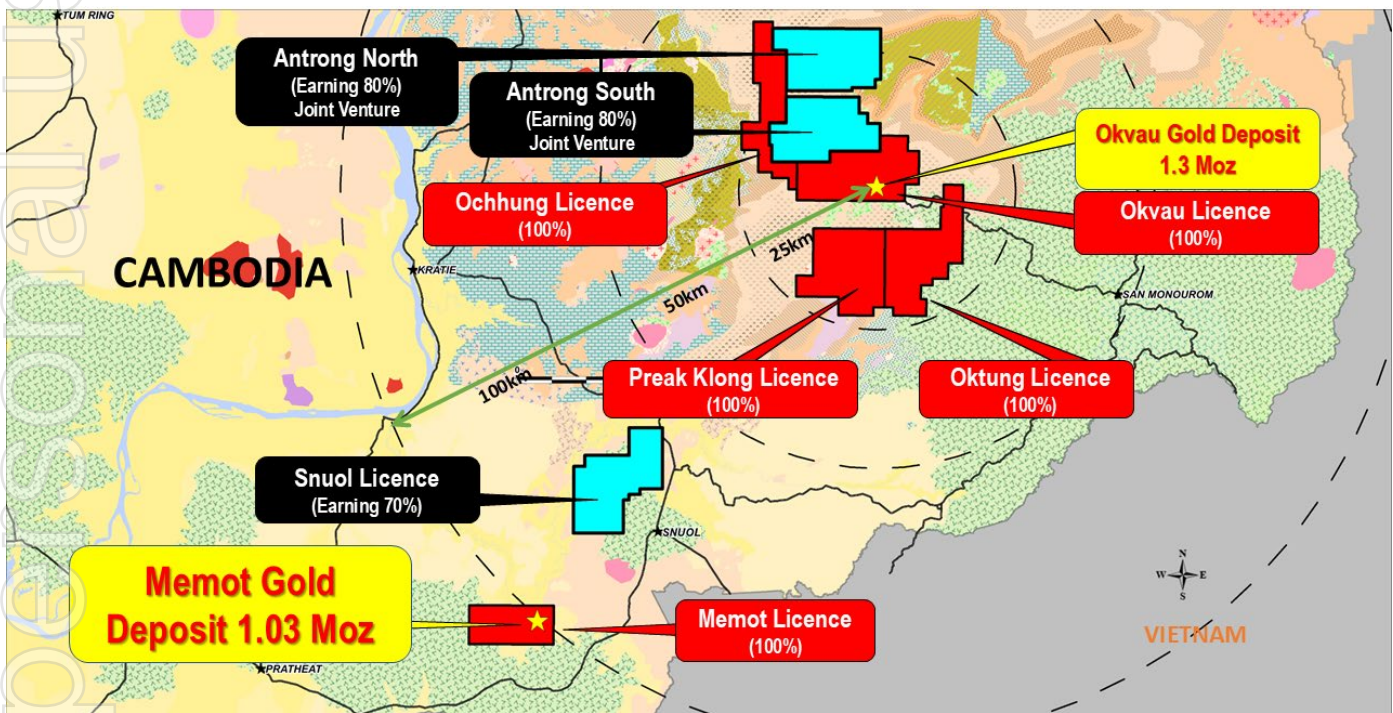 TUM RING
Antrong North
(Earning 80%)
Joint Venture
Antrong South
(Earning 80%)
Joint Venture
Okvau Gold Deposit
1.3 Moz
Ochhung Licence
(100%)
Okvau Licence
(100%)
CAMBODIA
KRATIE
25km
50km
100km
SAN MONOUROM
Preak Klong Licence
(100%)
Oktung Licence
(100%)
Snuol Licence
(Earning 70%)
SNUOL
Memot Gold
Deposit 1.03 Moz
Memot Licence
(100%)
PRATHEAT
N
W E
S
VIETNAM
personal us